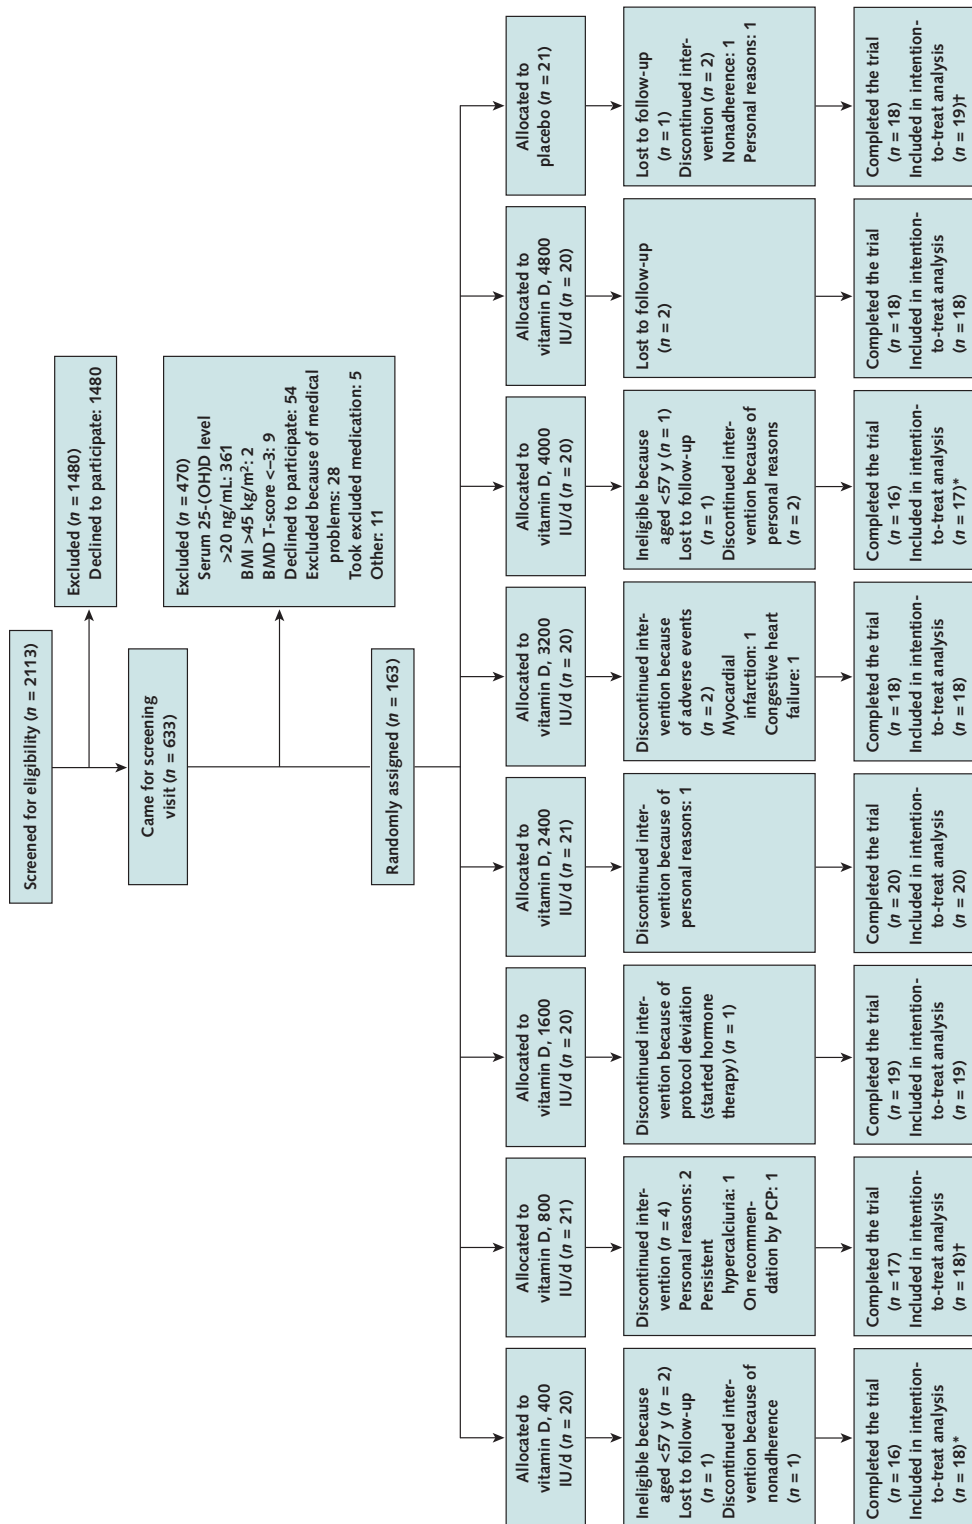 Screened for eligibility (n = 2113)
Excluded (n = 1480)
Declined to participate: 1480
Came for screening
visit (n = 633)
Excluded (n = 470)
Serum 25-(OH)D level
>20 ng/mL: 361
BMI >45 kg/m²: 2
BMD T-score <–3: 9
Declined to participate: 54
Excluded because of medical
problems: 28
Took excluded medication: 5
Other: 11
Randomly assigned (n = 163)
Allocated to
vitamin D, 400
IU/d (n = 20)
Allocated to
vitamin D, 800
IU/d (n = 21)
Allocated to
vitamin D, 1600
IU/d (n = 20)
Allocated to
vitamin D, 2400
IU/d (n = 21)
Allocated to
vitamin D, 3200
IU/d (n = 20)
Allocated to
vitamin D, 4000
IU/d (n = 20)
Allocated to
vitamin D, 4800
IU/d (n = 20)
Allocated to
placebo (n = 21)
Ineligible because
aged <57 y (n = 2)
Lost to follow-up
(n = 1)
Discontinued inter-
vention because of
nonadherence
(n = 1)
Discontinued inter-
vention (n = 4)
Personal reasons: 2
Persistent
hypercalciuria: 1
On recommen-
dation by PCP: 1
Discontinued inter-
vention because of
protocol deviation
(started hormone
therapy) (n = 1)
Discontinued inter-
vention because of
personal reasons: 1
Discontinued inter-
vention because
of adverse events
(n = 2)
Myocardial
infarction: 1
Congestive heart
failure: 1
Ineligible because
aged <57 y (n = 1)
Lost to follow-up
(n = 1)
Discontinued inter-
vention because of
personal reasons
(n = 2)
Lost to follow-up
(n = 2)
Lost to follow-up
(n = 1)
Discontinued inter-
vention (n = 2)
Nonadherence: 1
Personal reasons: 1
Completed the trial
(n = 16)
Included in intention-
to-treat analysis
(n = 18)*
Completed the trial
(n = 17)
Included in intention-
to-treat analysis
(n = 18)†
Completed the trial
(n = 19)
Included in intention-
to-treat analysis
(n = 19)
Completed the trial
(n = 20)
Included in intention-
to-treat analysis
(n = 20)
Completed the trial
(n = 18)
Included in intention-
to-treat analysis
(n = 18)
Completed the trial
(n = 16)
Included in intention-
to-treat analysis
(n = 17)*
Completed the trial
(n = 18)
Included in intention-
to-treat analysis
(n = 18)
Completed the trial
(n = 18)
Included in intention-
to-treat analysis
(n = 19)†